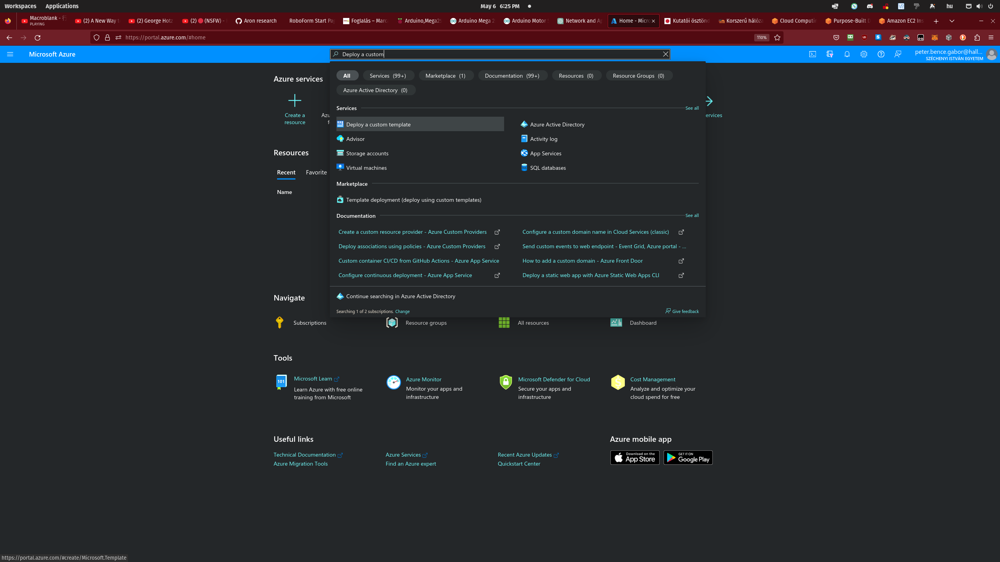 Workspaces Applications May 6 6:25 PM hu
Macroblank - 行
PLAYING
(2) A New Way t
(2) George Hotz
(2) (NSFW) -
Aron research
RoboForm Start Pa
Foglalás – Marc
Arduino,Mega25
Arduino Mega 2
Arduino Motor S
Network and Ap
Home - Micro
Kutatói ösztönd
Korszerű hálóza
Cloud Computin
Purpose-Built D
Amazon EC2 Ins
https://portal.azure.com/#home
110%
Microsoft Azure
Deploy a custom
peter.bence.gabor@hall...
SZÉCHENYI ISTVÁN EGYETEM
All
Services (99+)
Marketplace (1)
Documentation (99+)
Resources (0)
Resource Groups (0)
Azure Active Directory (0)
Services
See all
Deploy a custom template
Azure Active Directory
Advisor
Activity log
Storage accounts
App Services
Virtual machines
SQL databases
Marketplace
Template deployment (deploy using custom templates)
Documentation
See all
Create a custom resource provider - Azure Custom Providers
Configure a custom domain name in Cloud Services (classic)
Deploy associations using policies - Azure Custom Providers
Send custom events to web endpoint - Event Grid, Azure portal - ...
Custom container CI/CD from GitHub Actions - Azure App Service
How to add a custom domain - Azure Front Door
Configure continuous deployment - Azure App Service
Deploy a static web app with Azure Static Web Apps CLI
Continue searching in Azure Active Directory
Searching 1 of 2 subscriptions. Change
Give feedback
Azure services
Create a
resource
Azu
ervices
Resources
Recent
Favorite
Name
Navigate
Subscriptions
Resource groups
All resources
Dashboard
Tools
101
Microsoft Learn
Learn Azure with free online
training from Microsoft
Azure Monitor
Monitor your apps and
infrastructure
Microsoft Defender for Cloud
Secure your apps and
infrastructure
Cost Management
Analyze and optimize your
cloud spend for free
Useful links
Azure mobile app
Technical Documentation
Azure Services
Recent Azure Updates
Azure Migration Tools
Find an Azure expert
Quickstart Center
Download on the
App Store
GET IT ON
Google Play
https://portal.azure.com/#create/Microsoft.Template